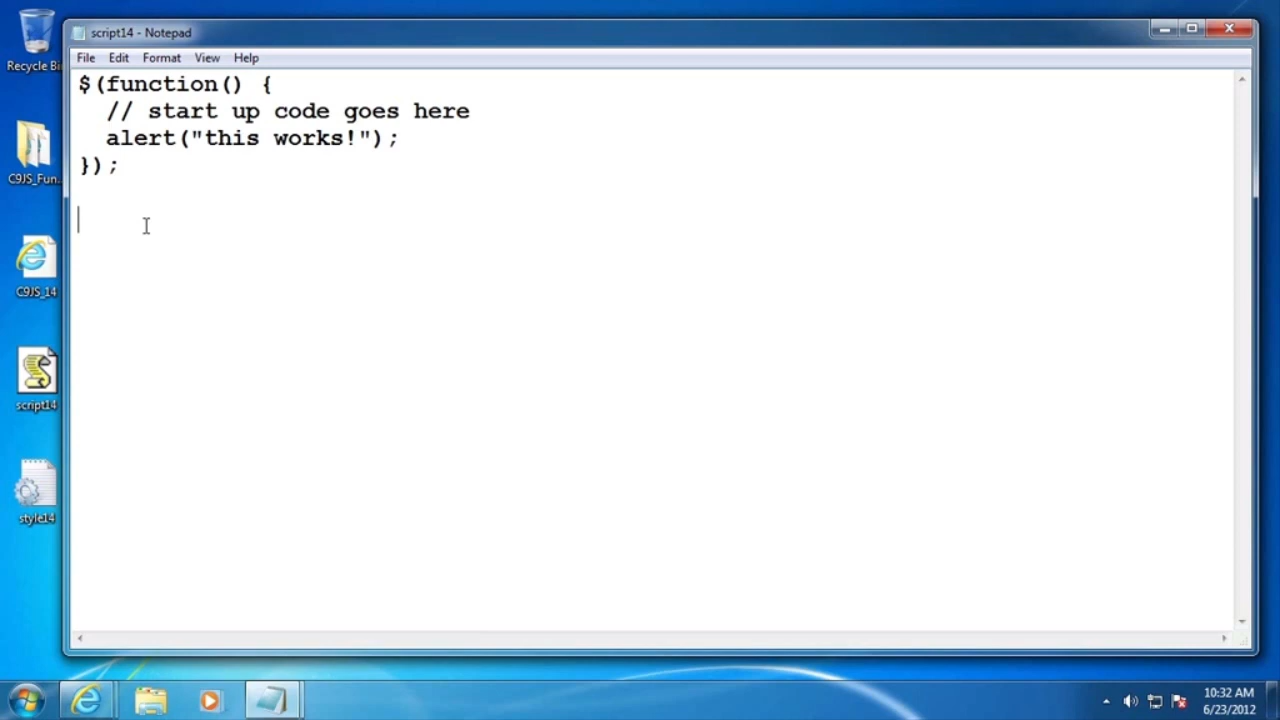 Recycle Bi
script14 - Notepad
File Edit Format View Help
$(function() {
// start up code goes here
alert("this works!");
});
C9JS_Fun...
C9JS_14
script14
style14
10:32 AM
6/23/2012